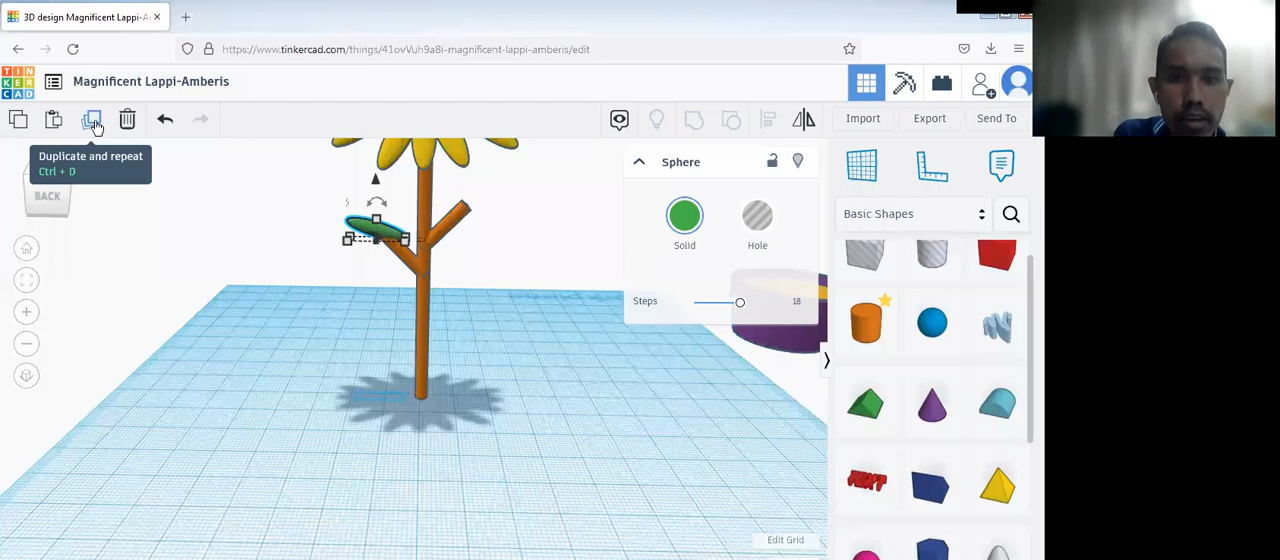 3D design Magnificent Lappi-A
https://www.tinkercad.com/things/41ovVuh9a8i-magnificent-lappi-amberis/edit
TIN
KER
CAD
Magnificent Lappi-Amberis
Import
Export
Send To
Duplicate and repeat
Ctrl + D
BACK
Sphere
Solid
Hole
Steps
18
Basic Shapes
TEXT
Edit Grid